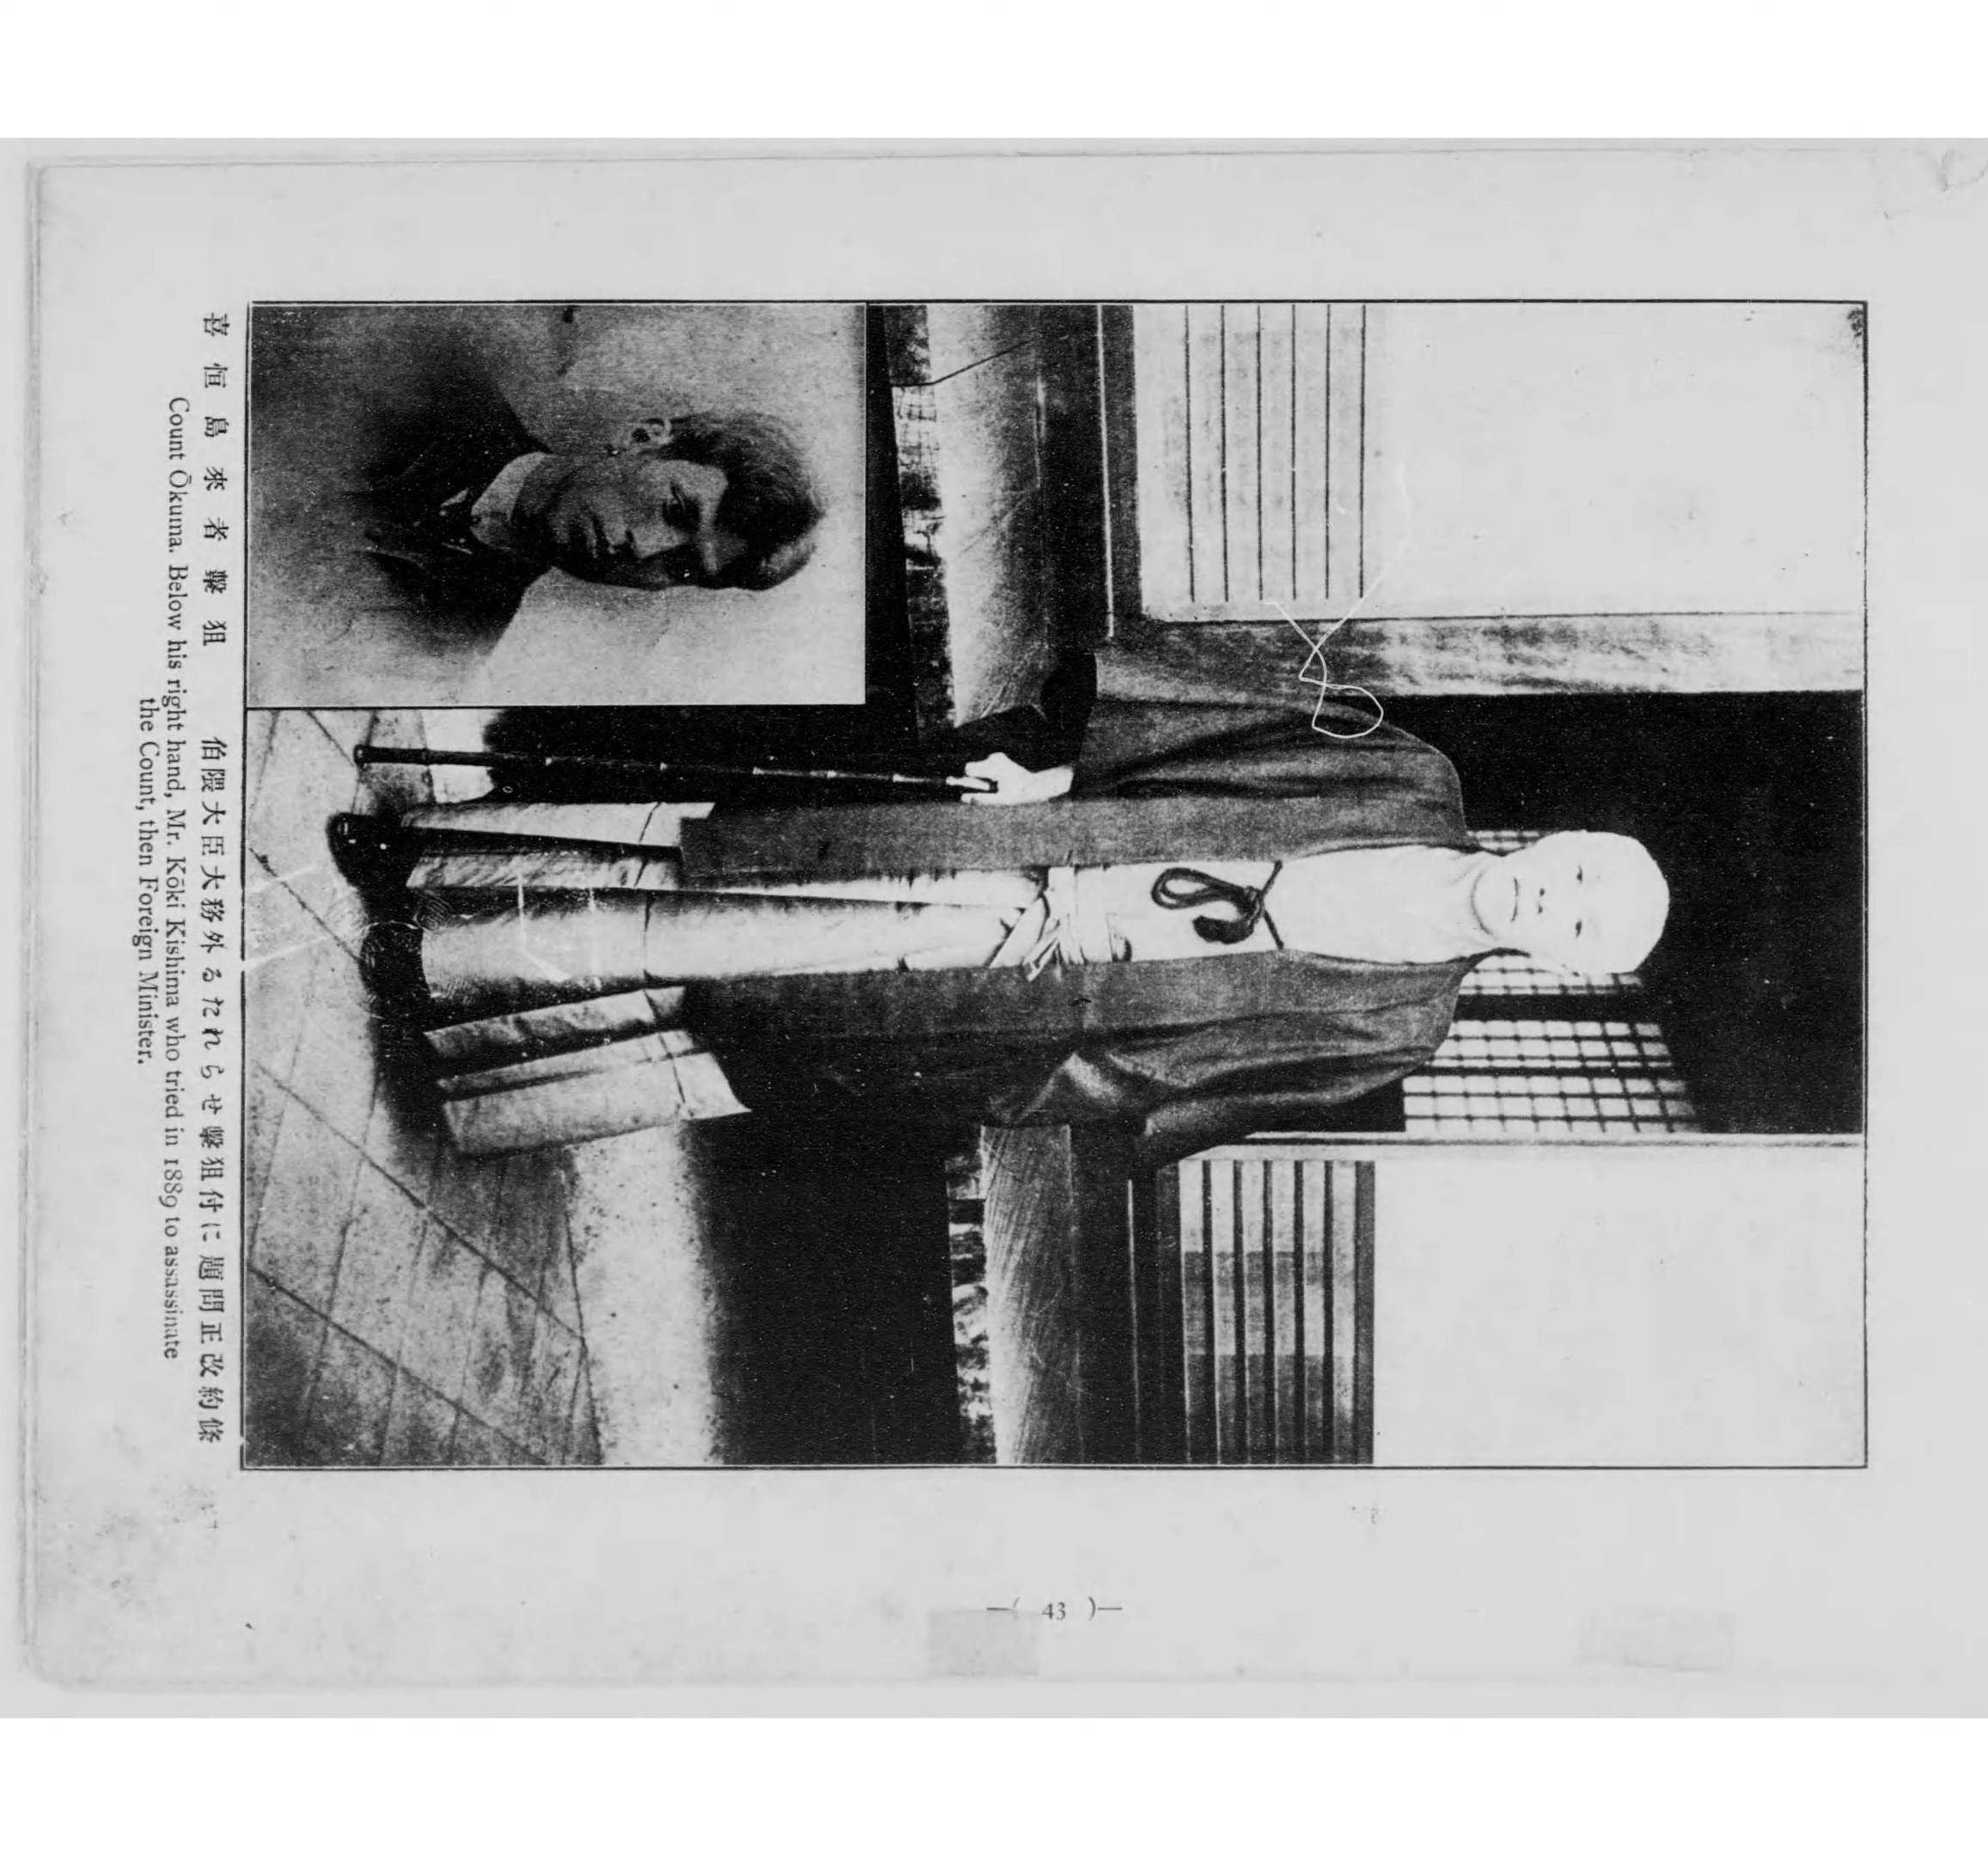 條約改正問題に付狙擊せられたる外務大臣大隈伯　狙擊者來島恒喜
Count Ōkuma. Below his right hand, Mr. Kōki Kishima who tried in 1889 to assassinate
the Count, then Foreign Minister.
—( 43 )—